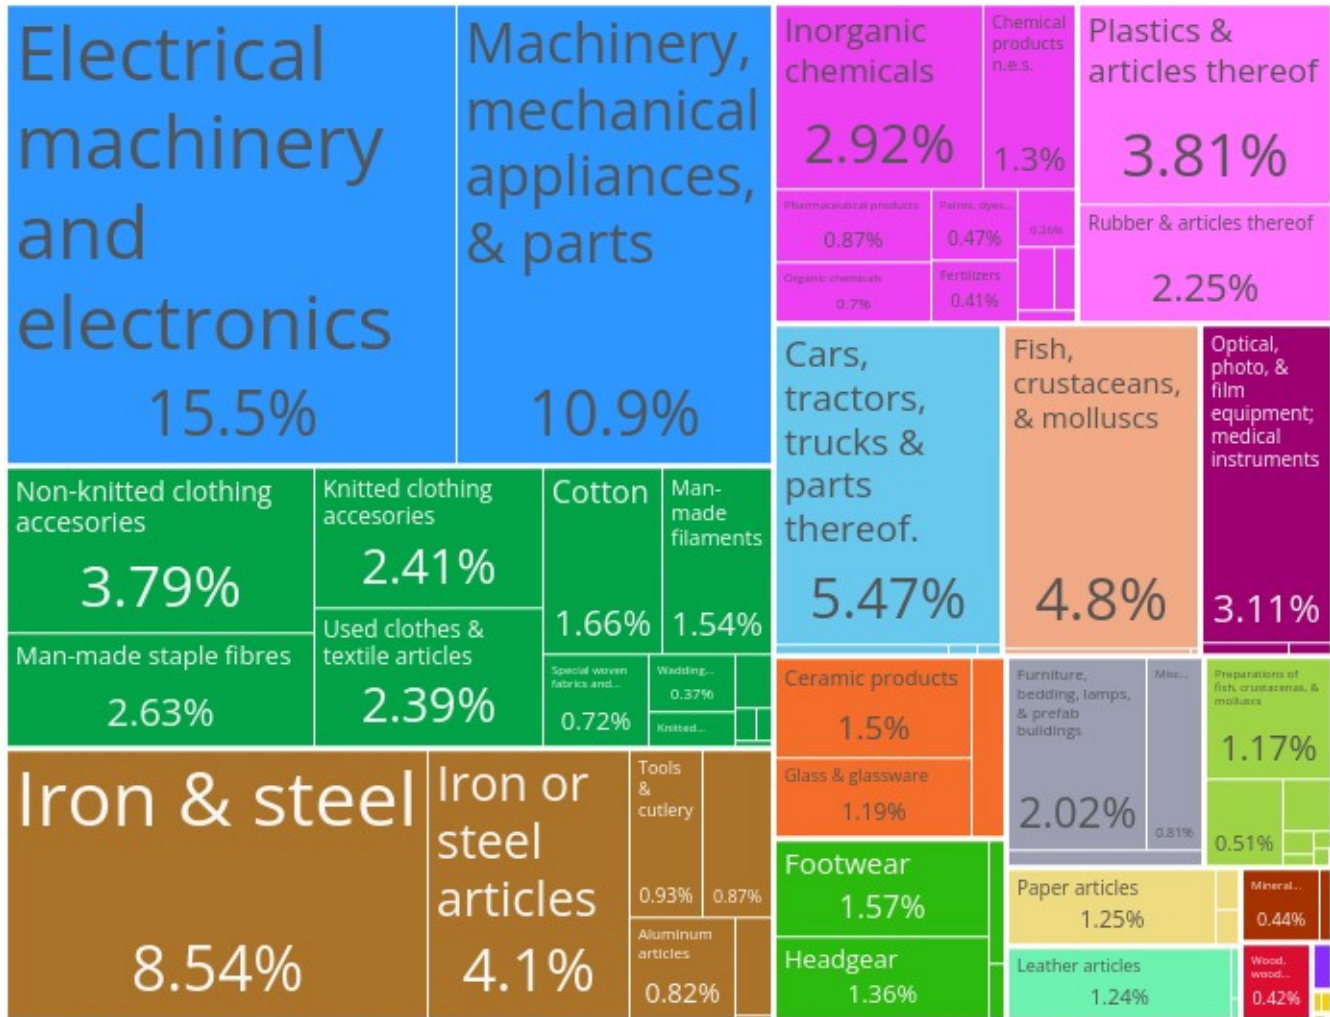 Electrical
machinery
and
electronics
15.5%
Machinery,
mechanical
appliances,
& parts
10.9%
Non-knitted clothing
accesories
3.79%
Man-made staple fibres
2.63%
Knitted clothing
accesories
2.41%
Used clothes &
textile articles
2.39%
Cotton
1.66%
Man-
made
filaments
1.54%
Special woven
fabrics and...
0.72%
Wadding...
0.37%
Knitted...
Iron & steel
8.54%
Iron or
steel
articles
4.1%
Tools
&
cutlery
0.93%
0.87%
Aluminum
articles
0.82%
Inorganic
chemicals
2.92%
Chemical
products
n.e.s.
1.3%
Pharmaceutical products
0.87%
Organic chemicals
0.7%
Paints, dyes...
0.47%
Fertilizers
0.41%
Plastics &
articles thereof
3.81%
Rubber & articles thereof
2.25%
Cars,
tractors,
trucks &
parts
thereof.
5.47%
Fish,
crustaceans,
& molluscs
4.8%
Optical,
photo, &
film
equipment;
medical
instruments
3.11%
Ceramic products
1.5%
Glass & glassware
1.19%
Furniture,
bedding, lamps,
& prefab
buildings
2.02%
Misc...
0.81%
Preparations of
fish, crustaceans, &
molluscs
1.17%
0.51%
Footwear
1.57%
Headgear
1.36%
Paper articles
1.25%
Leather articles
1.24%
Mineral...
0.44%
Wood,
wood...
0.42%